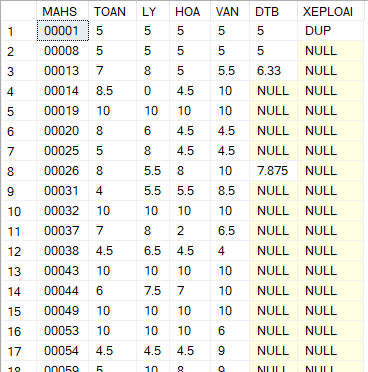 MAHS TOAN LY HOA VAN DTB XEPLOAI
1 00001 5 5 5 5 5 DUP
2 00008 5 5 5 5 5 NULL
3 00013 7 8 5 5.5 6.33 NULL
4 00014 8.5 0 4.5 10 NULL NULL
5 00019 10 10 10 10 NULL NULL
6 00020 8 6 4.5 4.5 NULL NULL
7 00025 5 8 4.5 4.5 NULL NULL
8 00026 8 5.5 8 10 7.875 NULL
9 00031 4 5.5 5.5 8.5 NULL NULL
10 00032 10 10 10 10 NULL NULL
11 00037 7 8 2 6.5 NULL NULL
12 00038 4.5 6.5 4.5 4 NULL NULL
13 00043 10 10 10 10 NULL NULL
14 00044 6 7.5 7 10 NULL NULL
15 00049 10 10 10 10 NULL NULL
16 00053 10 10 10 6 NULL NULL
17 00054 4.5 4.5 4.5 9 NULL NULL
18 00059 5 10 8 9 NULL NULL